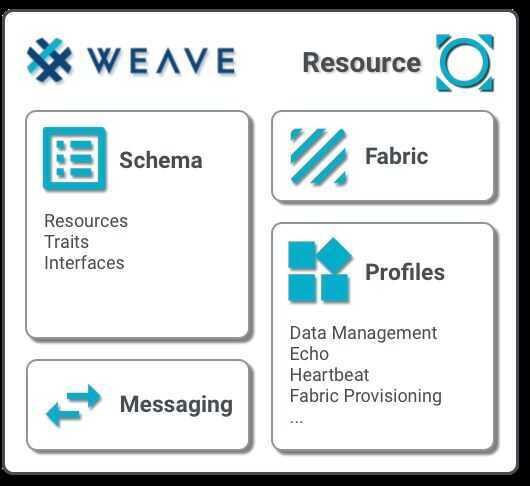 WEAVE
Resource
Schema
Resources
Traits
Interfaces
Messaging
Fabric
Profiles
Data Management
Echo
Heartbeat
Fabric Provisioning
...